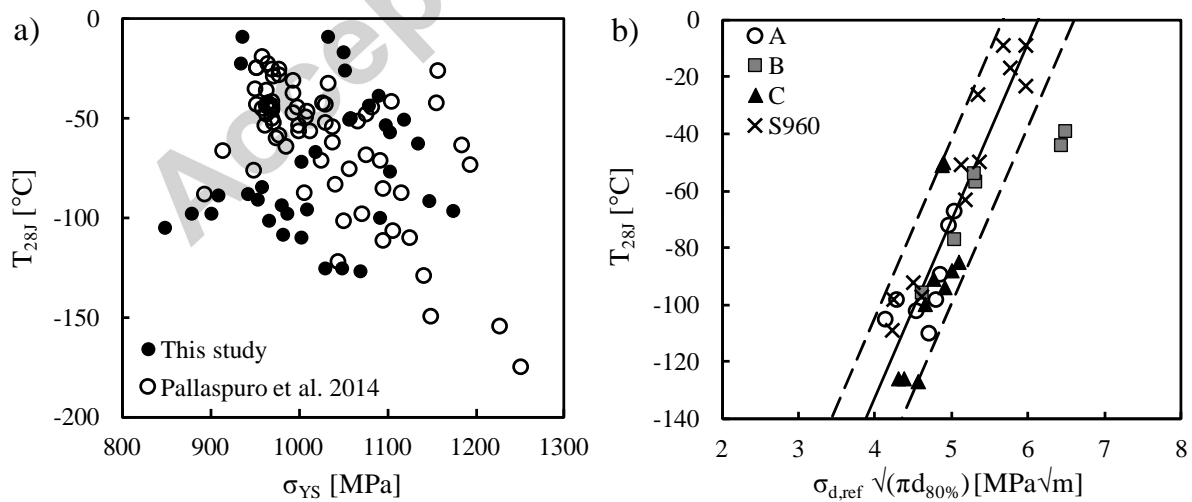 a)
0
-50
-100
-150
-200
T28J [°C]
This study
Pallaspuro et al. 2014
800 900 1000 1100 1200 1300
σYS [MPa]
Accep
b)
0
-20
-40
-60
-80
-100
-120
-140
T28J [°C]
A
B
C
S960
2 3 4 5 6 7 8
σd,ref √(πd80%) [MPa√m]